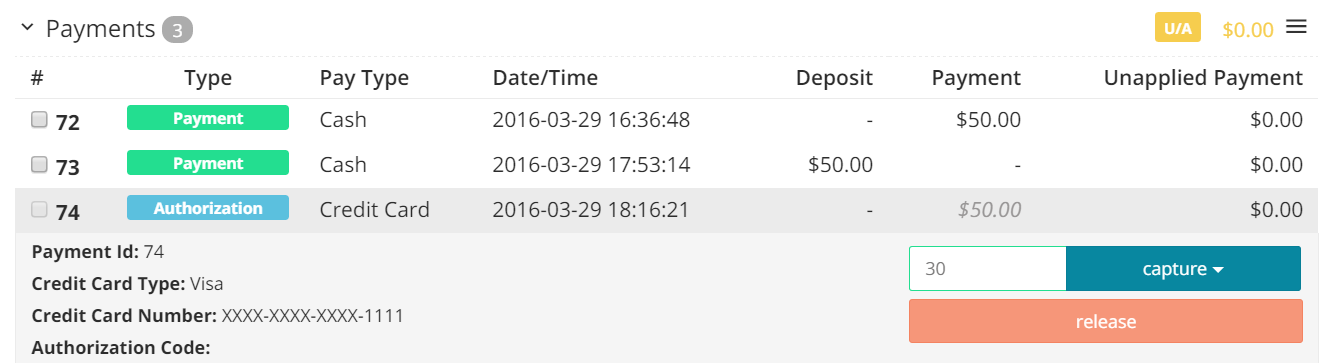 Payments 3 U/A $0.00
# Type Pay Type Date/Time Deposit Payment Unapplied Payment
72 Payment Cash 2016-03-29 16:36:48 - $50.00 $0.00
73 Payment Cash 2016-03-29 17:53:14 $50.00 - $0.00
74 Authorization Credit Card 2016-03-29 18:16:21 - $50.00 $0.00
Payment Id: 74
30 capture
Credit Card Type: Visa
Credit Card Number: XXXX-XXXX-XXXX-1111
release
Authorization Code: